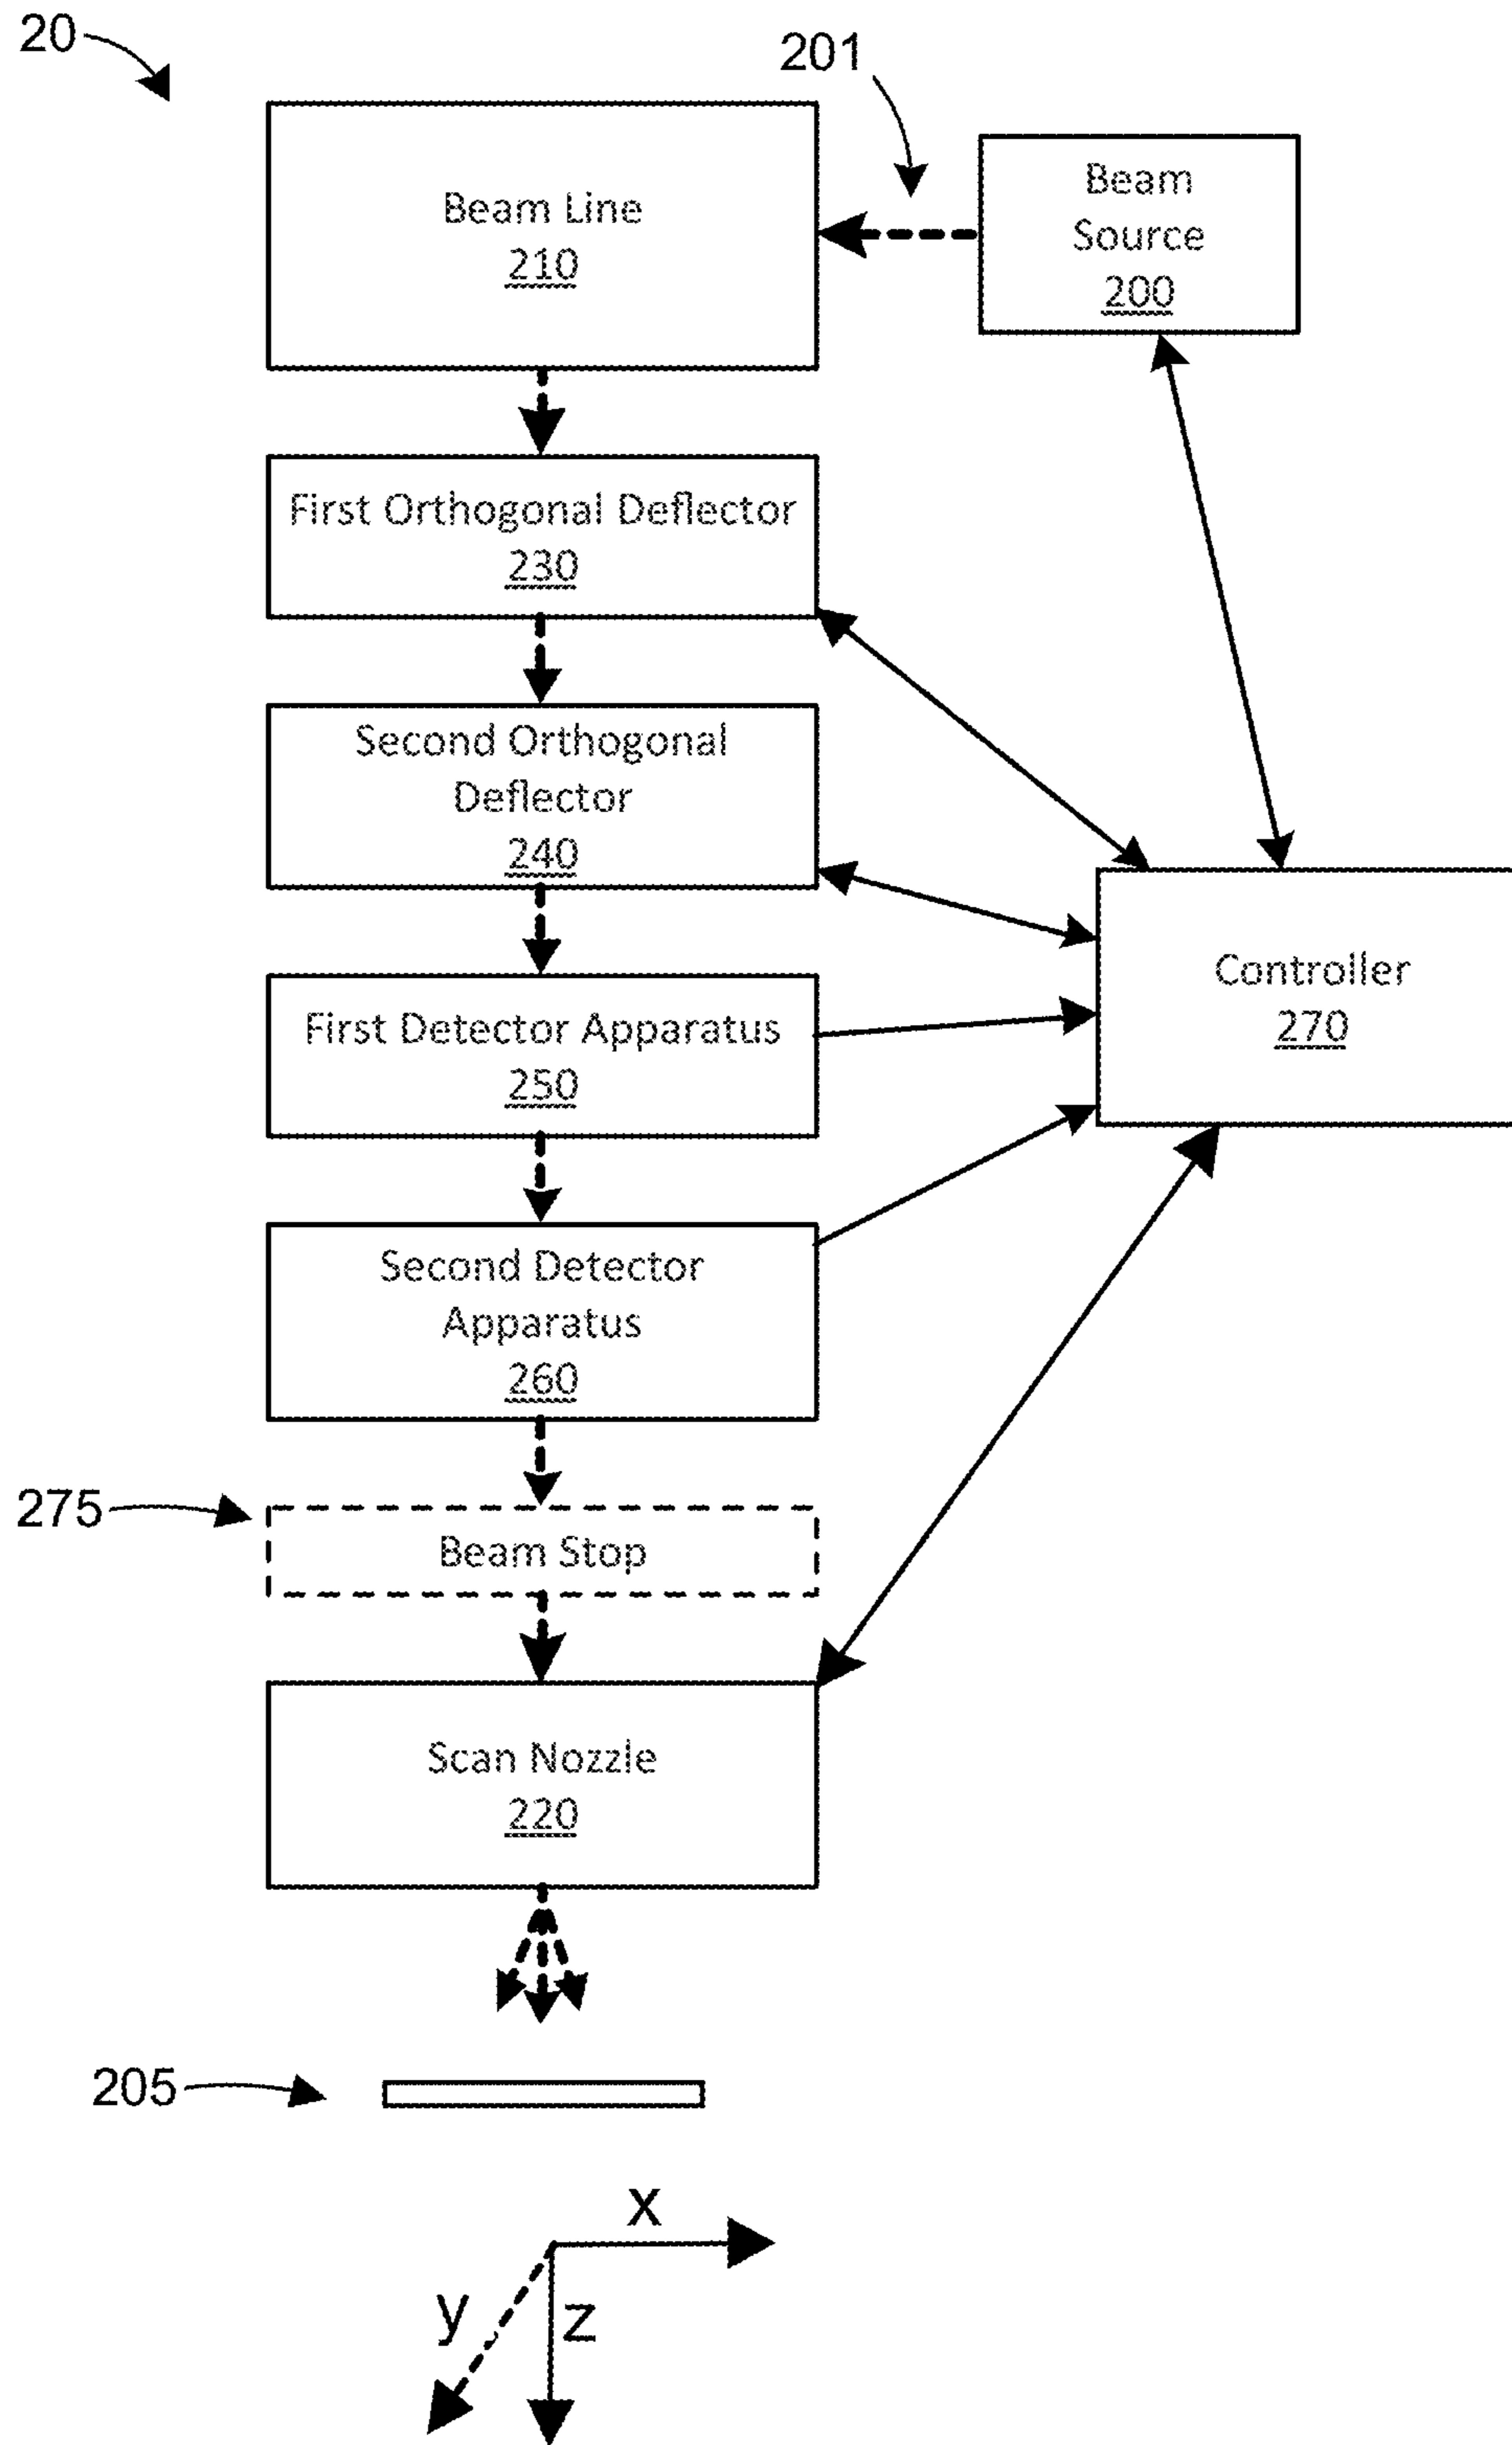 20
201
Beam Line
210
Beam
Source
200
First Orthogonal Deflector
230
Second Orthogonal
Deflector
240
Controller
270
First Detector Apparatus
250
Second Detector
Apparatus
260
275
Beam Stop
Scan Nozzle
220
205
x
y
z